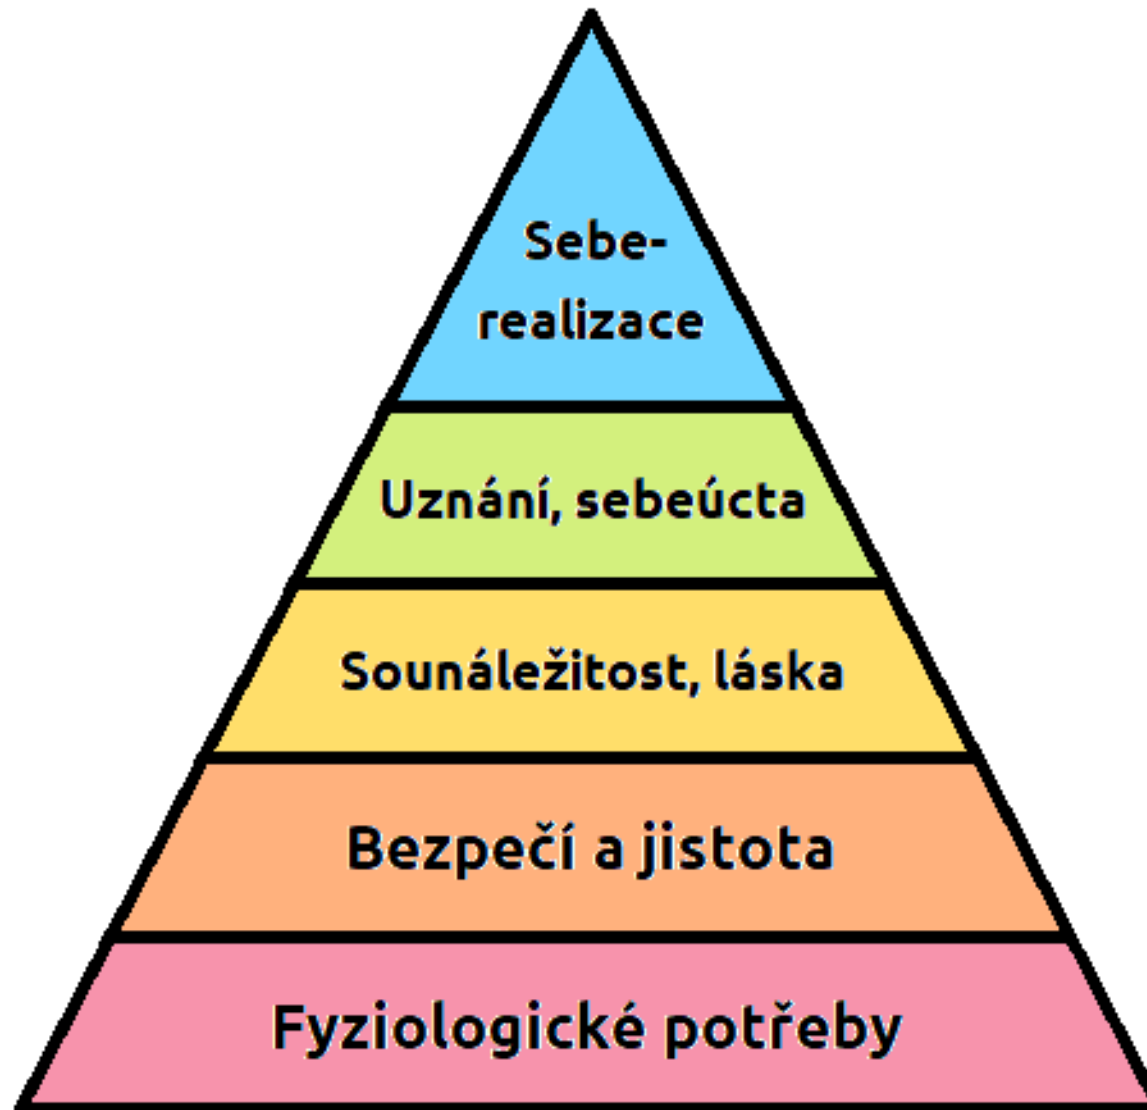 Sebe-
realizace
Uznání, sebeúcta
Sounáležitost, láska
Bezpečí a jistota
Fyziologické potřeby